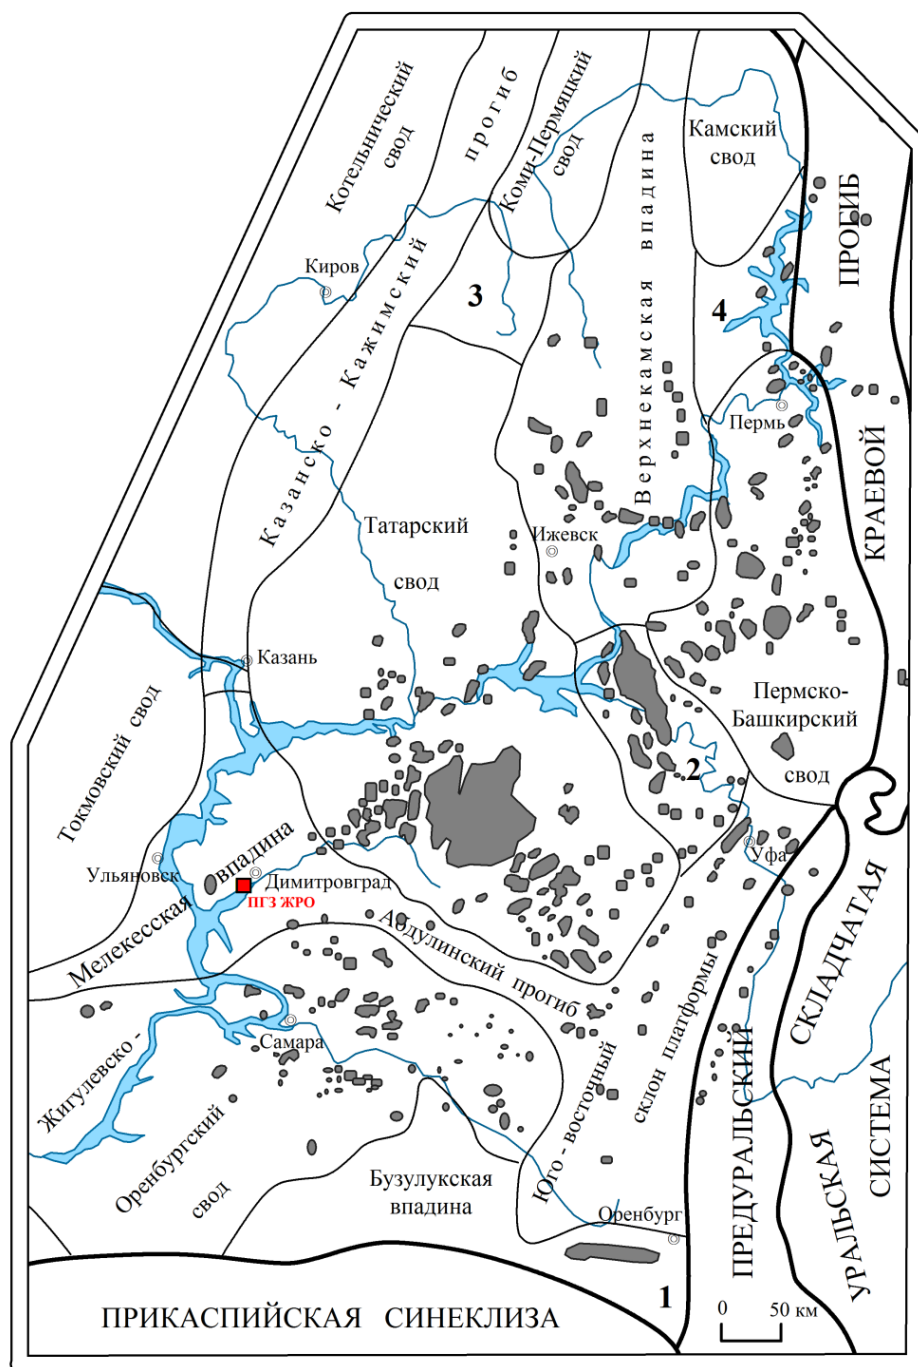 Котельнический
свод
прогиб
Коми-Пермяцкий
свод
Верхнекамская впадина
Камский
свод
ПРОГИБ
Киров
3
4
Казанско - Кажимский
Пермь
КРАЕВОЙ
Татарский
свод
Ижевск
Казань
Пермско-
Башкирский
свод
Токмовский свод
2
Ульяновск
Мелекесская
впадина
Димитровград
ПГЗ ЖРО
Уфа
Абдулинский прогиб
СКЛАДЧАТАЯ
СИСТЕМА
УРАЛЬСКАЯ
Самара
Жигулевско -
Оренбургский
свод
Юго - восточный
склон платформы
ПРЕДУРАЛЬСКИЙ
Бузулукская
впадина
Оренбург
1
0 50 км
ПРИКАСПИЙСКАЯ СИНЕКЛИЗА